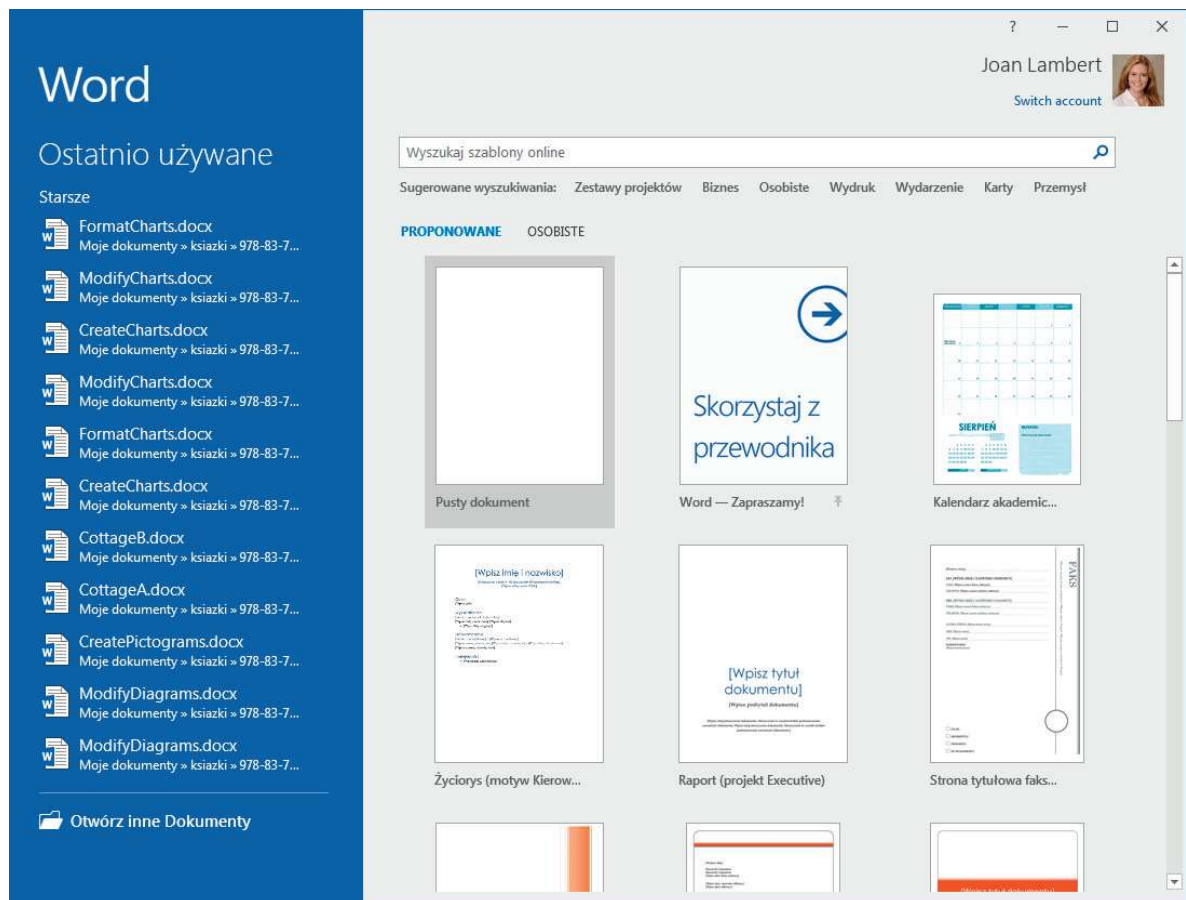 ?
Joan Lambert
Switch account
Word
Ostatnio używane
Starsze
FormatCharts.docx
Moje dokumenty » ksiazki » 978-83-7...
ModifyCharts.docx
Moje dokumenty » ksiazki » 978-83-7...
CreateCharts.docx
Moje dokumenty » ksiazki » 978-83-7...
ModifyCharts.docx
Moje dokumenty » ksiazki » 978-83-7...
FormatCharts.docx
Moje dokumenty » ksiazki » 978-83-7...
CreateCharts.docx
Moje dokumenty » ksiazki » 978-83-7...
CottageB.docx
Moje dokumenty » ksiazki » 978-83-7...
CottageA.docx
Moje dokumenty » ksiazki » 978-83-7...
CreatePictograms.docx
Moje dokumenty » ksiazki » 978-83-7...
ModifyDiagrams.docx
Moje dokumenty » ksiazki » 978-83-7...
ModifyDiagrams.docx
Moje dokumenty » ksiazki » 978-83-7...
Otwórz inne Dokumenty
Wyszukaj szablony online
Sugerowane wyszukiwania: Zestawy projektów Biznes Osobiste Wydruk Wydarzenie Karty Przemysł
PROPONOWANE OSOBISTE
Skorzystaj z
przewodnika
SIERPIEŃ
Pusty dokument
Word — Zapraszamy!
Kalendarz akademic...
[Wpisz imię i nazwisko]
[Wpisz tytuł
dokumentu]
[Wpisz podtytuł dokumentu]
FAKS
Życiorys (motyw Kierow...
Raport (projekt Executive)
Strona tytułowa faks...
[Wpisz tytuł dokumentu]